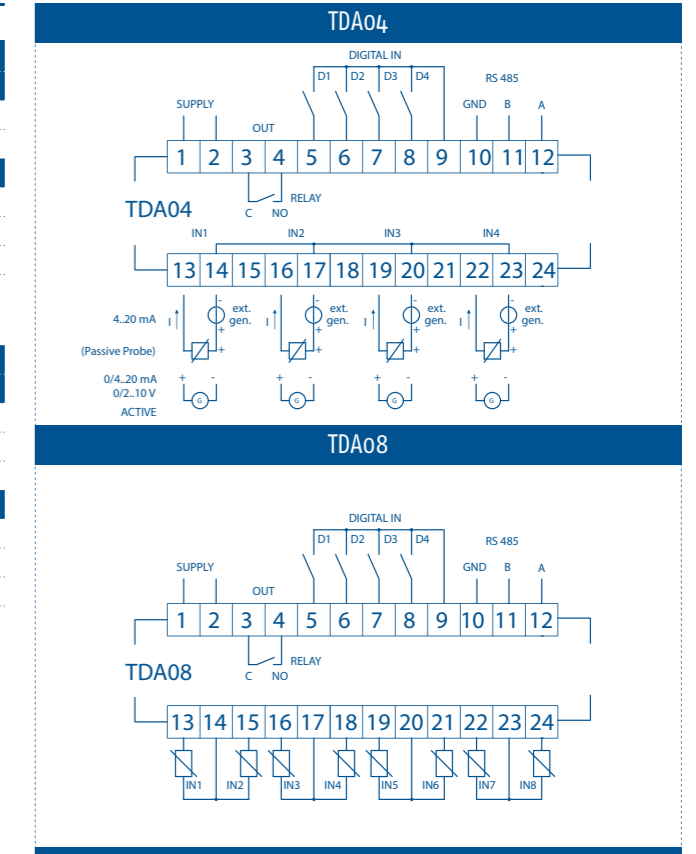 TDA04
DIGITAL IN
D1 D2 D3 D4
RS 485
SUPPLY
GND B A
OUT
1 2 3 4 5 6 7 8 9 10 11 12
RELAY
C NO
TDA04
IN1 IN2 IN3 IN4
13 14 15 16 17 18 19 20 21 22 23 24
4..20 mA
I - ext. gen. +
I - ext. gen. +
I - ext. gen. +
I - ext. gen. +
(Passive Probe)
+ + + +
0/4..20 mA
+ - + - + - + -
0/2..10 V
G G G G
ACTIVE
TDA08
DIGITAL IN
D1 D2 D3 D4
RS 485
SUPPLY
GND B A
OUT
1 2 3 4 5 6 7 8 9 10 11 12
RELAY
C NO
TDA08
13 14 15 16 17 18 19 20 21 22 23 24
IN1 IN2 IN3 IN4 IN5 IN6 IN7 IN8